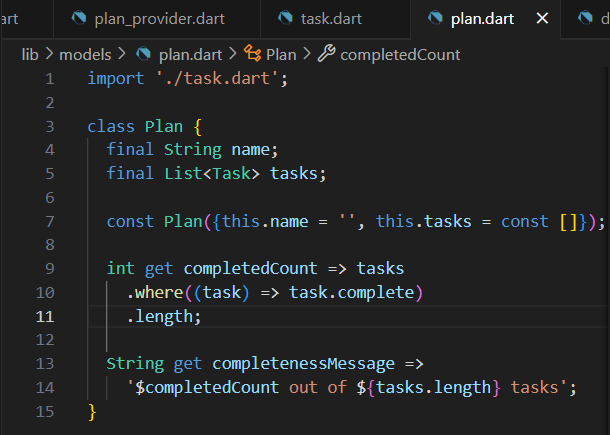 art plan_provider.dart task.dart plan.dart d
lib > models > plan.dart > Plan > completedCount
1 import './task.dart';
2
3 class Plan {
4   final String name;
5   final List<Task> tasks;
6
7   const Plan({this.name = '', this.tasks = const []});
8
9   int get completedCount => tasks
10     .where((task) => task.complete)
11     .length;
12
13   String get completenessMessage =>
14     '$completedCount out of ${tasks.length} tasks';
15 }